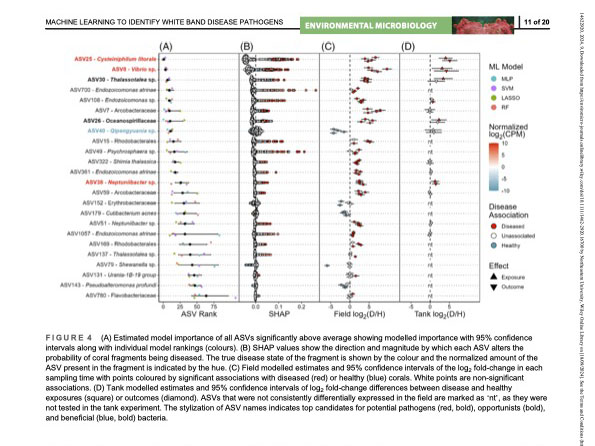 MACHINE LEARNING TO IDENTIFY WHITE BAND DISEASE PATHOGENS
ENVIRONMENTAL MICROBIOLOGY
11 of 20
(A) (B) (C) (D)
ASV25 - Cysteiniphilum litorale
ASV8 - Vibrio sp.
ASV30 - Thalassotalea sp.
ASV700 - Endozoicomonas atrinae
ASV108 - Endozoicomonas sp.
ASV7 - Arcobacteraceae
ASV26 - Oceanospirillaceae
ASV40 - Qipengyuania sp.
ASV15 - Rhodobacterales
ASV49 - Psychrosphaera sp.
ASV322 - Shimia thalassica
ASV361 - Endozoicomonas atrinae
ASV38 - Neptuniibacter sp.
ASV59 - Arcobacteraceae
ASV152 - Erythrobacteraceae
ASV179 - Cutibacterium acnes
ASV51 - Neptuniibacter sp.
ASV1057 - Endozoicomonas atrinae
ASV169 - Rhodobacterales
ASV137 - Thalassotalea sp.
ASV79 - Shewanella sp.
ASV131 - Urania-1B-19 group
ASV143 - Pseudoalteromonas profundi
ASV780 - Flavobacteriaceae
nt
0 25 50 75
ASV Rank
0.0 0.1 0.2
SHAP
-5 0 5
Field log2(D/H)
-5 0 5
Tank log2(D/H)
ML Model
MLP
SVM
LASSO
RF
Normalized
log2(CPM)
10
5
0
-5
-10
Disease
Association
Diseased
Unassociated
Healthy
Effect
Exposure
Outcome
FIGURE 4 (A) Estimated model importance of all ASVs significantly above average showing modelled importance with 95% confidence
intervals along with individual model rankings (colours). (B) SHAP values show the direction and magnitude by which each ASV alters the
probability of coral fragments being diseased. The true disease state of the fragment is shown by the colour and the normalized amount of the
ASV present in the fragment is indicated by the hue. (C) Field modelled estimates and 95% confidence intervals of the log2 fold-change in each
sampling time with points coloured by significant associations with diseased (red) or healthy (blue) corals. White points are non-significant
associations. (D) Tank modelled estimates and 95% confidence intervals of log2 fold-change differences between disease and healthy
exposures (square) or outcomes (diamond). ASVs that were not consistently differentially expressed in the field are marked as 'nt', as they were
not tested in the tank experiment. The stylization of ASV names indicates top candidates for potential pathogens (red, bold), opportunists (bold),
and beneficial (blue, bold) bacteria.